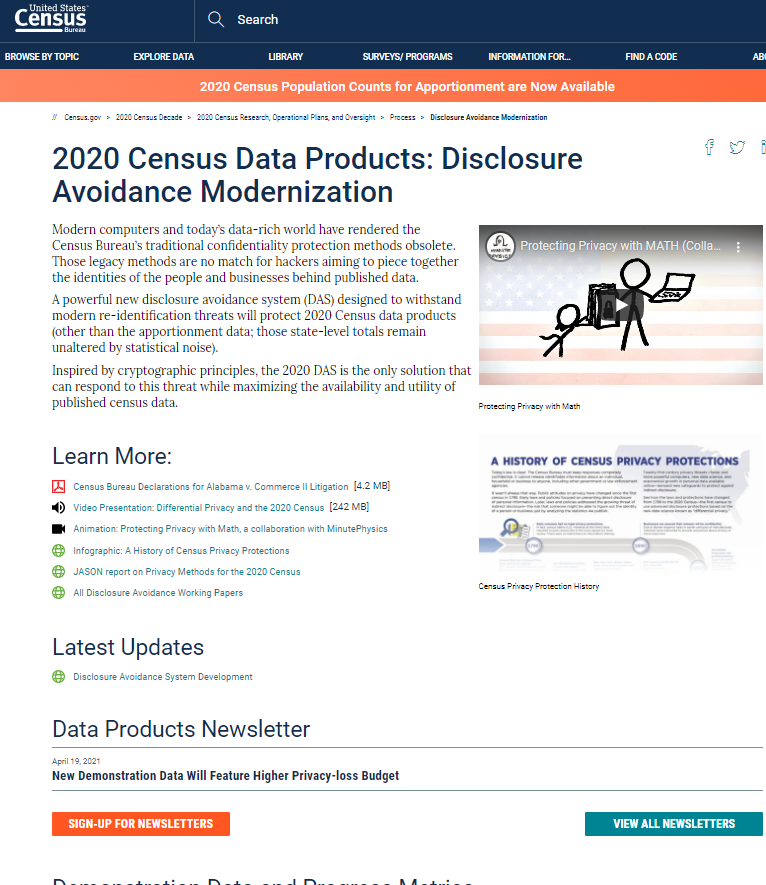 United States®
Census
Bureau
Search
BROWSE BY TOPIC
EXPLORE DATA
LIBRARY
SURVEYS/ PROGRAMS
INFORMATION FOR...
FIND A CODE
2020 Census Population Counts for Apportionment are Now Available
// Census.gov > 2020 Census Decade > 2020 Census Research, Operational Plans, and Oversight > Process > Disclosure Avoidance Modernization
2020 Census Data Products: Disclosure
Avoidance Modernization
Modern computers and today's data-rich world have rendered the
Census Bureau's traditional confidentiality protection methods obsolete.
Those legacy methods are no match for hackers aiming to piece together
the identities of the people and businesses behind published data.
A powerful new disclosure avoidance system (DAS) designed to withstand
modern re-identification threats will protect 2020 Census data products
(other than the apportionment data; those state-level totals remain
unaltered by statistical noise).
Inspired by cryptographic principles, the 2020 DAS is the only solution that
can respond to this threat while maximizing the availability and utility of
published census data.
Protecting Privacy with MATH (Colla...
Protecting Privacy with Math
A HISTORY OF CENSUS PRIVACY PROTECTIONS
Census Privacy Protection History
Learn More:
Census Bureau Declarations for Alabama v. Commerce II Litigation [4.2 MB]
Video Presentation: Differential Privacy and the 2020 Census [242 MB]
Animation: Protecting Privacy with Math, a collaboration with MinutePhysics
Infographic: A History of Census Privacy Protections
JASON report on Privacy Methods for the 2020 Census
All Disclosure Avoidance Working Papers
Latest Updates
Disclosure Avoidance System Development
Data Products Newsletter
April 19, 2021
New Demonstration Data Will Feature Higher Privacy-loss Budget
SIGN-UP FOR NEWSLETTERS
VIEW ALL NEWSLETTERS
Demonstration Data and Progress Metrics